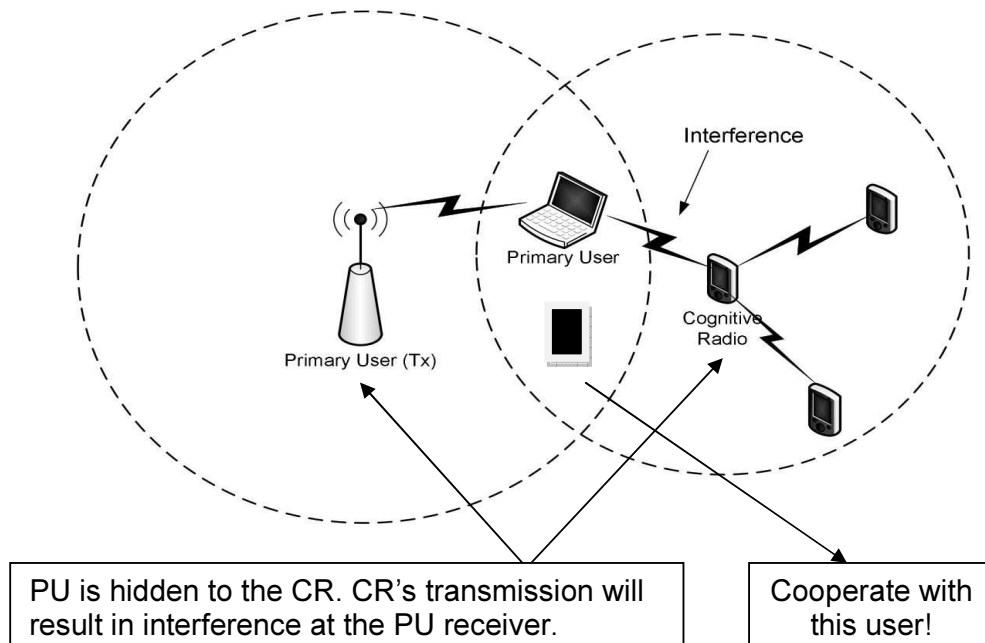 Interference
Primary User
Cognitive
Radio
Primary User (Tx)
PU is hidden to the CR. CR's transmission will
result in interference at the PU receiver.
Cooperate with
this user!